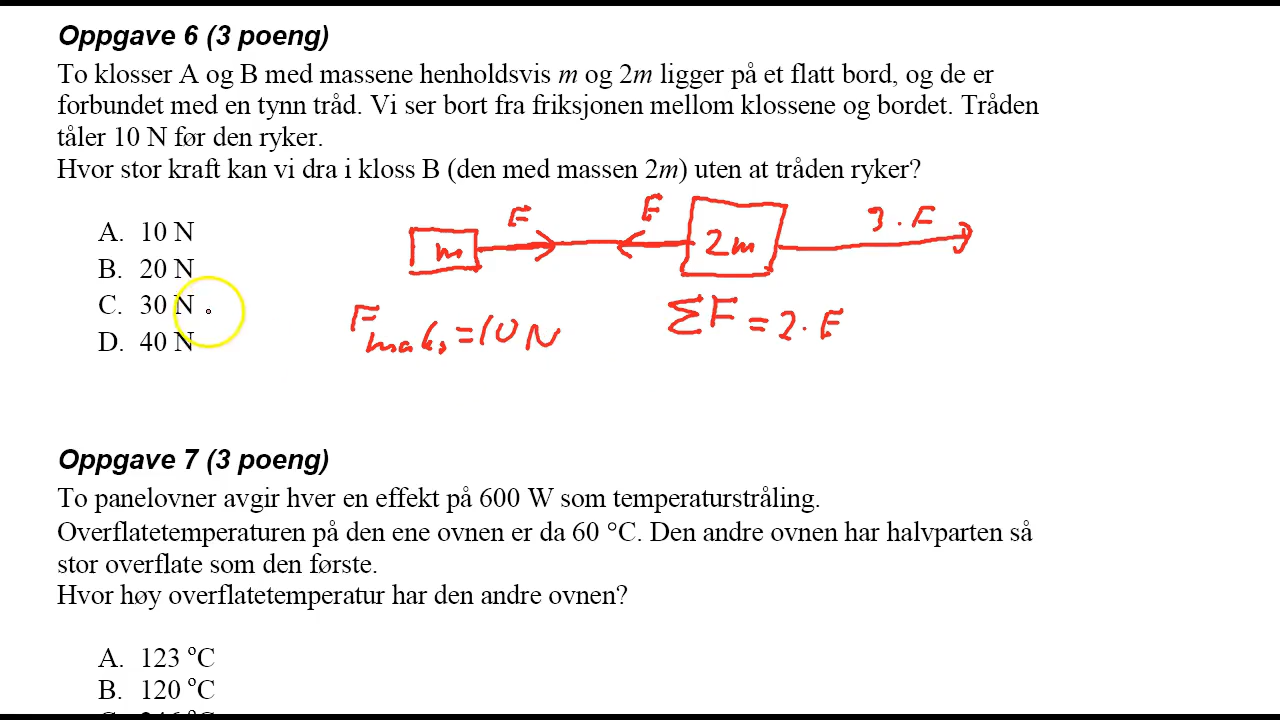 Oppgave 6 (3 poeng)
To klosser A og B med massene henholdsvis m og 2m ligger på et flatt bord, og de er
forbundet med en tynn tråd. Vi ser bort fra friksjonen mellom klossene og bordet. Tråden
tåler 10 N før den ryker.
Hvor stor kraft kan vi dra i kloss B (den med massen 2m) uten at tråden ryker?
A. 10 N
B. 20 N
C. 30 N
D. 40 N
m
F
F
2m
3·F
Fmaks=10N
ΣF=2·F
Oppgave 7 (3 poeng)
To panelovner avgir hver en effekt på 600 W som temperaturstråling.
Overflatetemperaturen på den ene ovnen er da 60 °C. Den andre ovnen har halvparten så
stor overflate som den første.
Hvor høy overflatetemperatur har den andre ovnen?
A. 123 °C
B. 120 °C